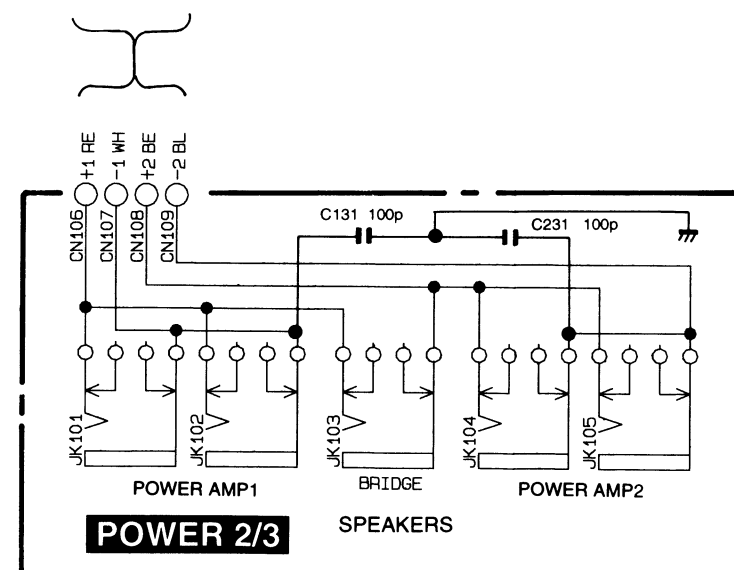 +1 RE
-1 WH
+2 BE
-2 BL
CN106
CN107
CN108
CN109
C131 100p
C231 100p
JK101
JK102
JK103
JK104
JK105
POWER AMP1
BRIDGE
POWER AMP2
POWER 2/3
SPEAKERS